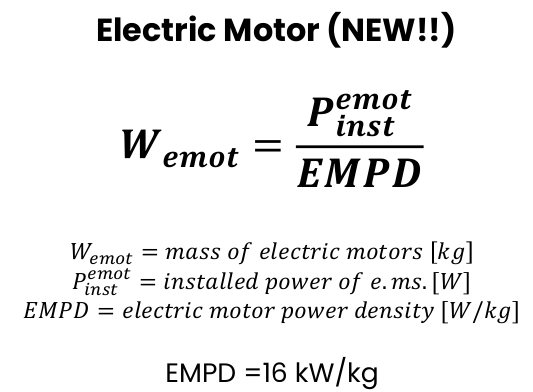 Electric Motor (NEW!!)
W_emot = P_inst^emot / EMPD
W_emot = mass of electric motors [kg]
P_inst^emot = installed power of e.ms. [W]
EMPD = electric motor power density [W/kg]
EMPD =16 kW/kg